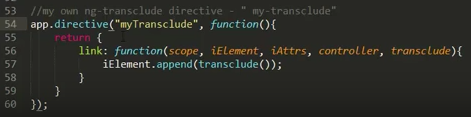 53 //my own ng-transclude directive - " my-transclude"
54 app.directive("myTransclude", function(){
55 return {
56 link: function(scope, iElement, iAttrs, controller, transclude){
57 iElement.append(transclude());
58 }
59 }
60 });